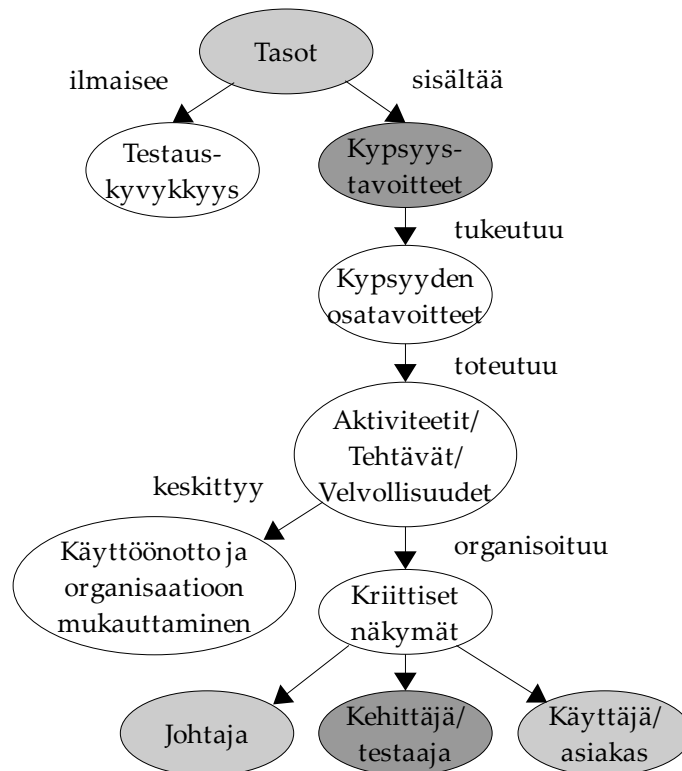 Tasot
ilmaisee
sisältää
Testaus-
kyvykkyys
Kypsyys-
tavoitteet
tukeutuu
Kypsyyden
osatavoitteet
toteutuu
Aktiviteetit/
Tehtävät/
Velvollisuudet
keskittyy
organisoituu
Käyttöönotto ja
organisaatioon
mukauttaminen
Kriittiset
näkymät
Johtaja
Kehittäjä/
testaaja
Käyttäjä/
asiakas